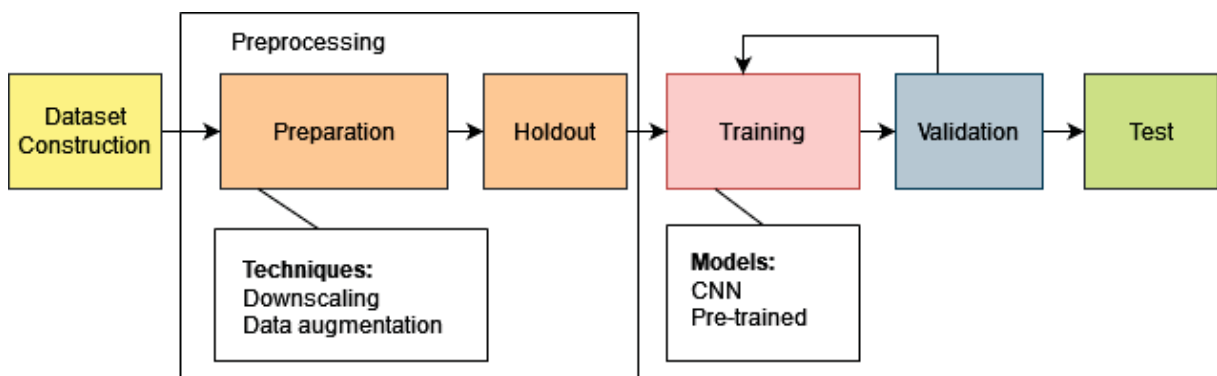 Preprocessing
Dataset
Construction
Preparation
Holdout
Training
Validation
Test
Techniques:
Downscaling
Data augmentation
Models:
CNN
Pre-trained